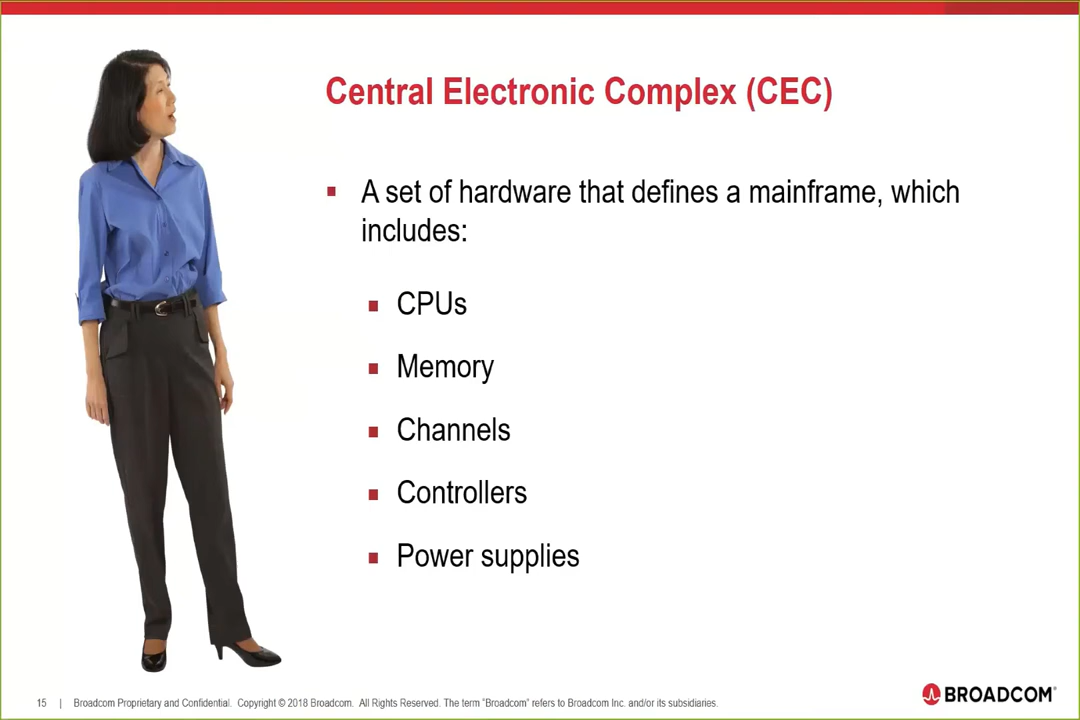 Central Electronic Complex (CEC)
A set of hardware that defines a mainframe, which
includes:
CPUs
Memory
Channels
Controllers
Power supplies
15 | Broadcom Proprietary and Confidential. Copyright © 2018 Broadcom. All Rights Reserved. The term "Broadcom" refers to Broadcom Inc. and/or its subsidiaries.
BROADCOM®